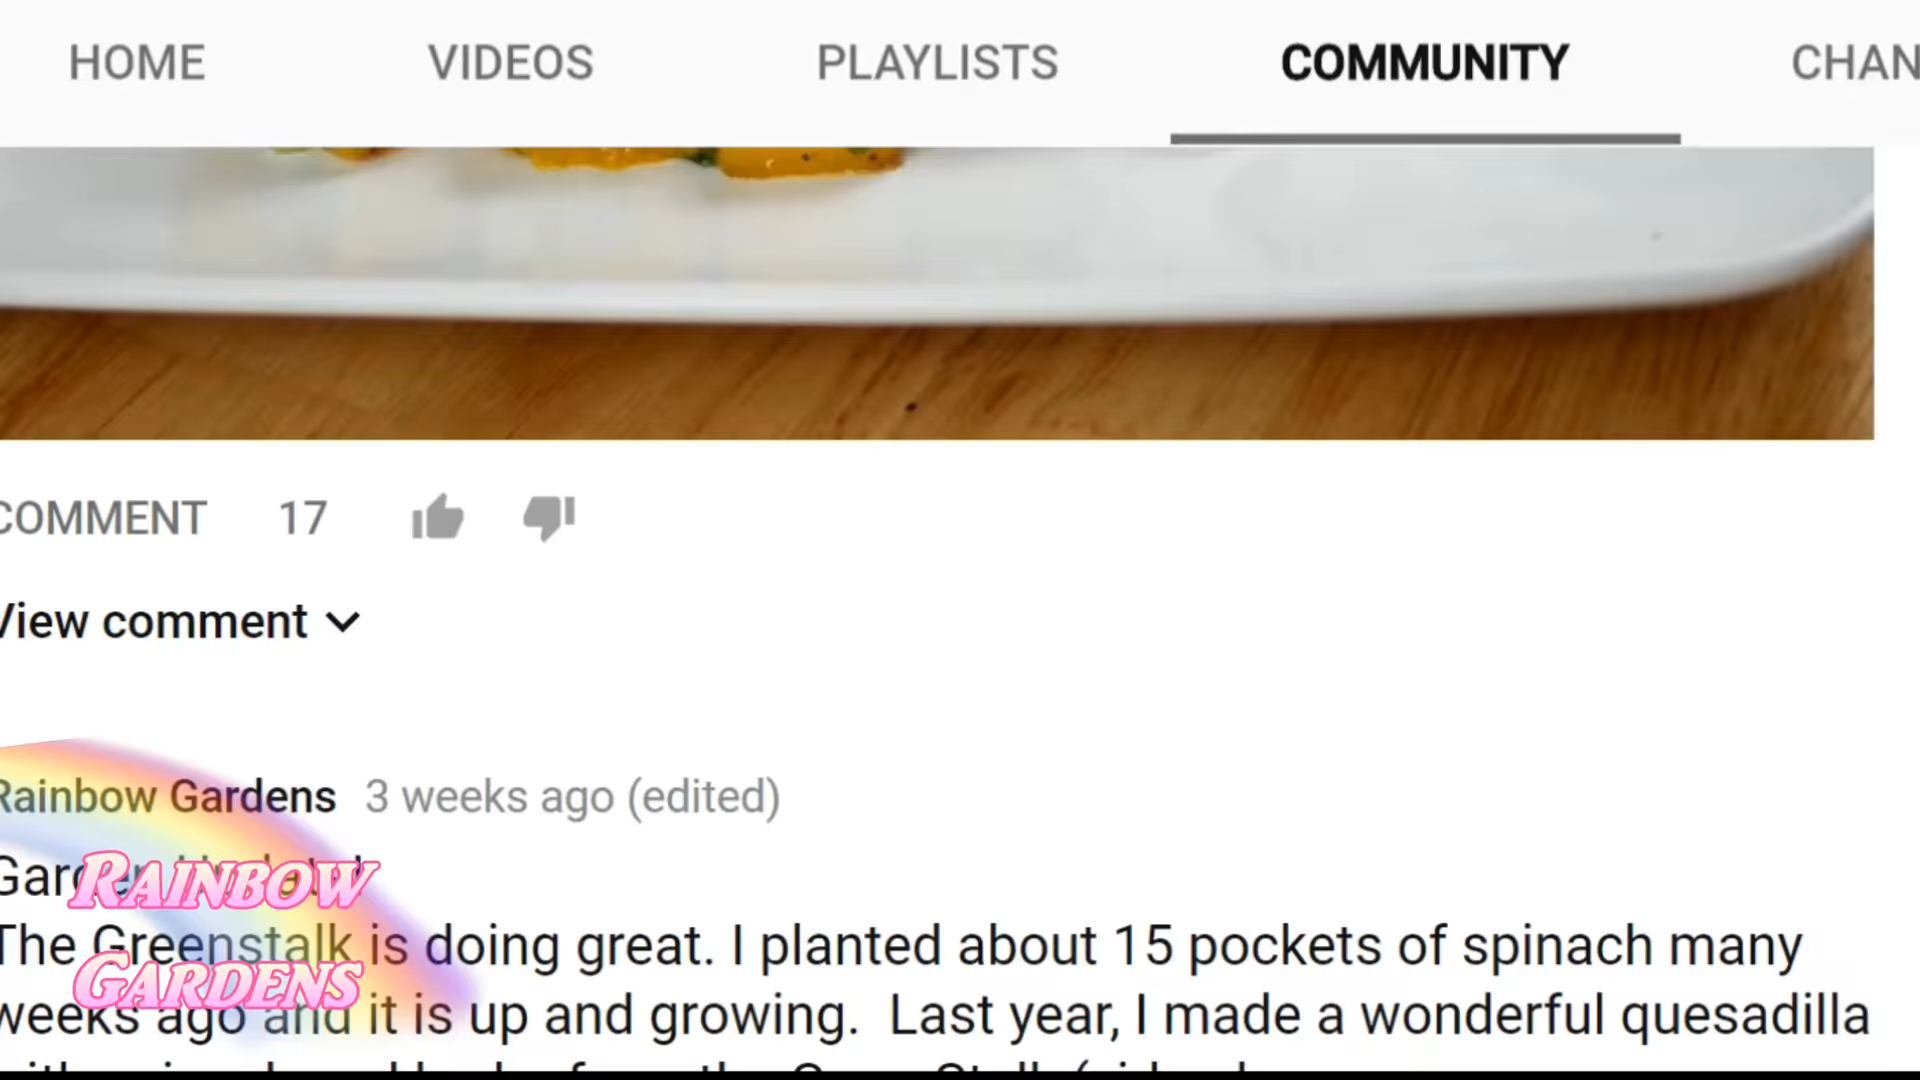 HOME VIDEOS PLAYLISTS COMMUNITY CHAN
COMMENT 17
View comment
Rainbow Gardens 3 weeks ago (edited)
RAINBOW
The Greenstalk is doing great. I planted about 15 pockets of spinach many
GARDENS
weeks ago and it is up and growing. Last year, I made a wonderful quesadilla